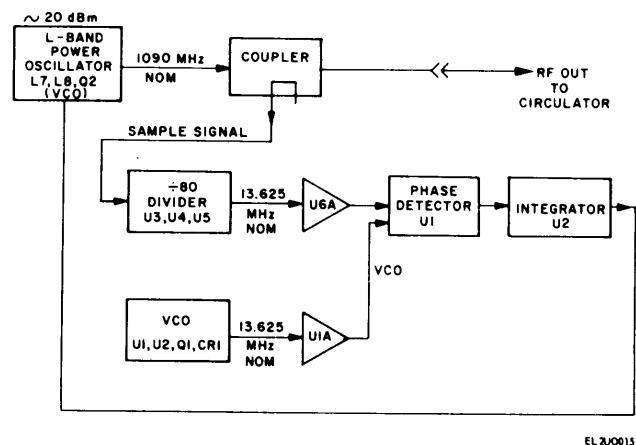 ~ 20 dBm
L-BAND
POWER
OSCILLATOR
L7, L8, Q2
(VCO)
1090 MHz
NOM
COUPLER
RF OUT
TO
CIRCULATOR
SAMPLE SIGNAL
÷80
DIVIDER
U3, U4, U5
13.625
MHz
NOM
U6A
PHASE
DETECTOR
U1
INTEGRATOR
U2
VCO
VCO
U1, U2, Q1, CR1
13.625
MHz
NOM
U1A
EL2UO015